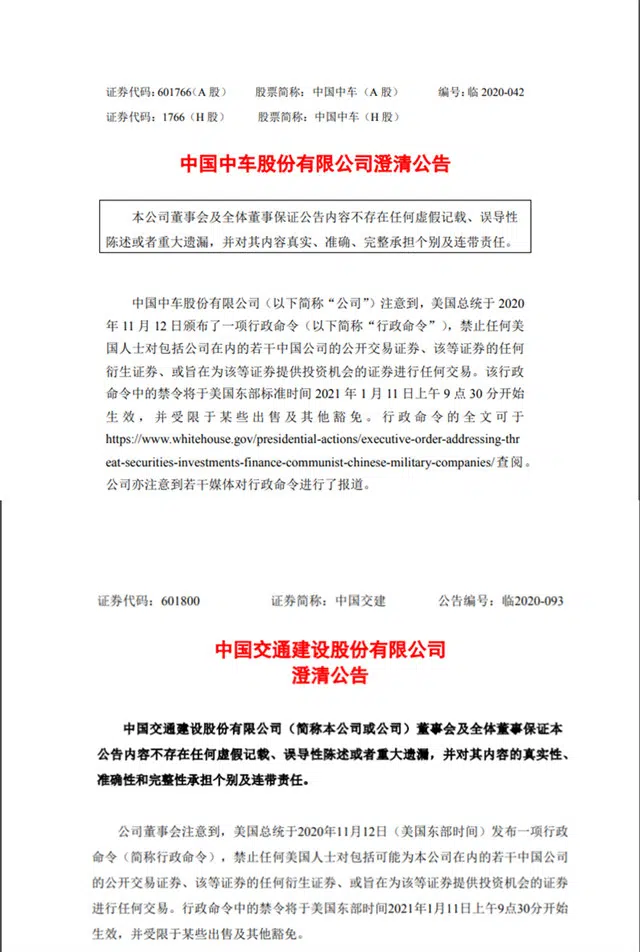 证券代码：601766（A 股） 股票简称：中国中车（A 股） 编号：临 2020-042
证券代码：1766（H 股） 股票简称：中国中车（H 股）
中国中车股份有限公司澄清公告
本公司董事会及全体董事保证公告内容不存在任何虚假记载、误导性
陈述或者重大遗漏，并对其内容真实、准确、完整承担个别及连带责任。
中国中车股份有限公司（以下简称“公司”）注意到，美国总统于 2020
年 11 月 12 日颁布了一项行政命令（以下简称“行政命令”），禁止任何美
国人士对包括公司在内的若干中国公司的公开交易证券、该等证券的任何
衍生证券、或旨在为该等证券提供投资机会的证券进行任何交易。该行政
命令中的禁令将于美国东部标准时间 2021 年 1 月 11 日上午 9 点 30 分开始
生效，并受限于某些出售及其他豁免。行政命令的全文可于
https://www.whitehouse.gov/presidential-actions/executive-order-addressing-thr
eat-securities-investments-finance-communist-chinese-military-companies/查阅。
公司亦注意到若干媒体对行政命令进行了报道。
证券代码：601800 证券简称：中国交建 公告编号：临2020-093
中国交通建设股份有限公司
澄清公告
中国交通建设股份有限公司（简称本公司或公司）董事会及全体董事保证本
公告内容不存在任何虚假记载、误导性陈述或者重大遗漏，并对其内容的真实性、
准确性和完整性承担个别及连带责任。
公司董事会注意到，美国总统于2020年11月12日（美国东部时间）发布一项行政
命令（简称行政命令），禁止任何美国人士对包括可能为本公司在内的若干中国公司
的公开交易证券、该等证券的任何衍生证券、或旨在为该等证券提供投资机会的证券
进行任何交易。行政命令中的禁令将于美国东部时间2021年1月11日上午9点30分开始
生效，并受限于某些出售及其他豁免。